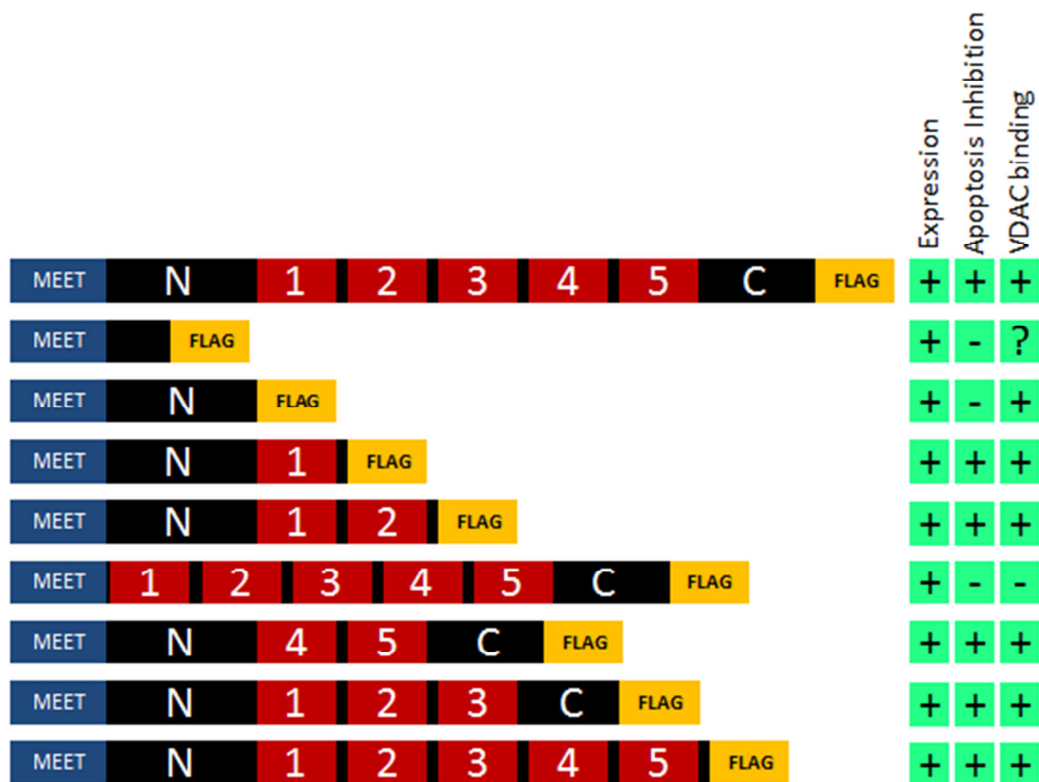 Expression
Apoptosis Inhibition
VDAC binding
MEET N 1 2 3 4 5 C FLAG + + +
MEET FLAG + - ?
MEET N FLAG + - +
MEET N 1 FLAG + + +
MEET N 1 2 FLAG + + +
MEET 1 2 3 4 5 C FLAG + - -
MEET N 4 5 C FLAG + + +
MEET N 1 2 3 C FLAG + + +
MEET N 1 2 3 4 5 FLAG + + +